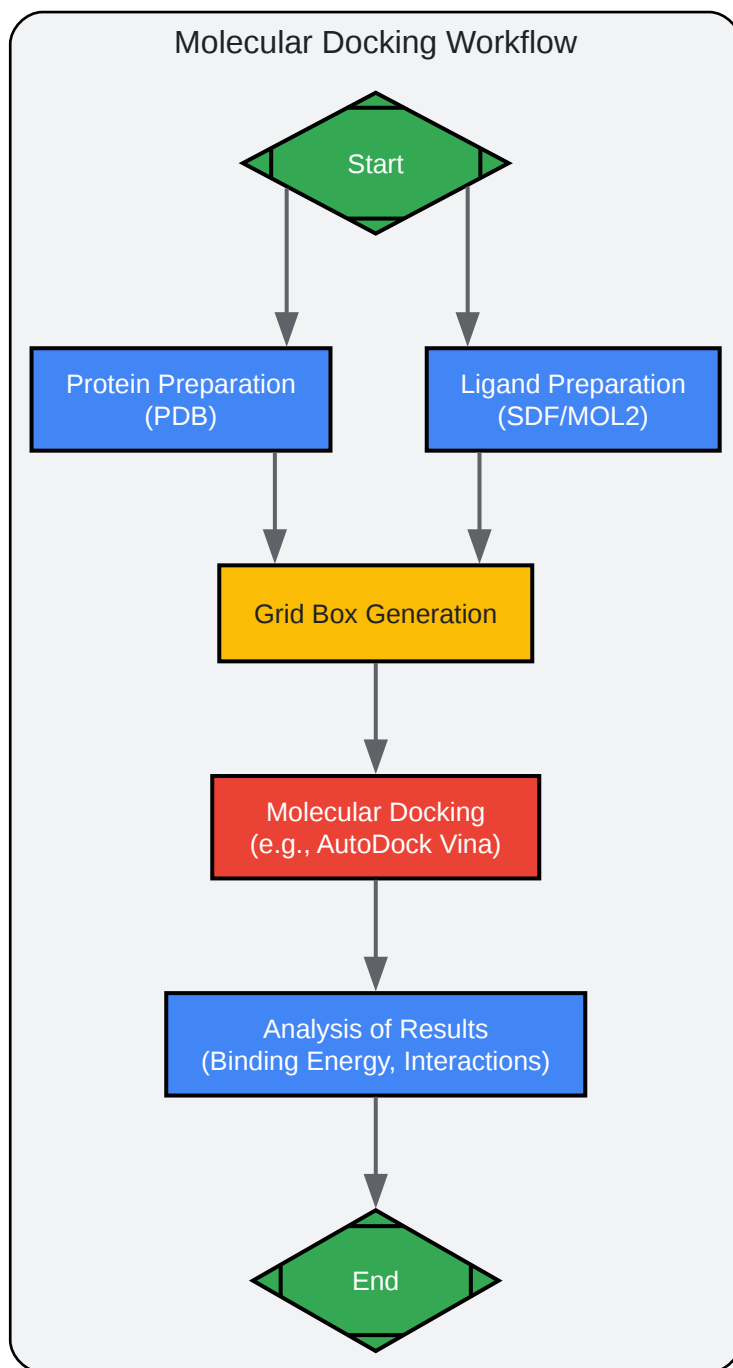 Molecular Docking Workflow
Start
Protein Preparation
(PDB)
Ligand Preparation
(SDF/MOL2)
Grid Box Generation
Molecular Docking
(e.g., AutoDock Vina)
Analysis of Results
(Binding Energy, Interactions)
End